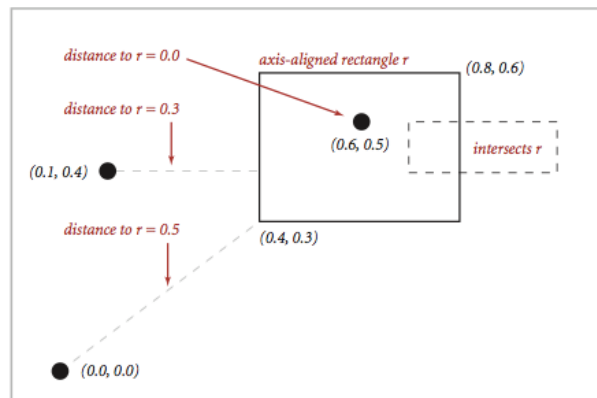 distance to r = 0.0
axis-aligned rectangle r
(0.8, 0.6)
distance to r = 0.3
(0.6, 0.5)
intersects r
(0.1, 0.4)
distance to r = 0.5
(0.4, 0.3)
(0.0, 0.0)